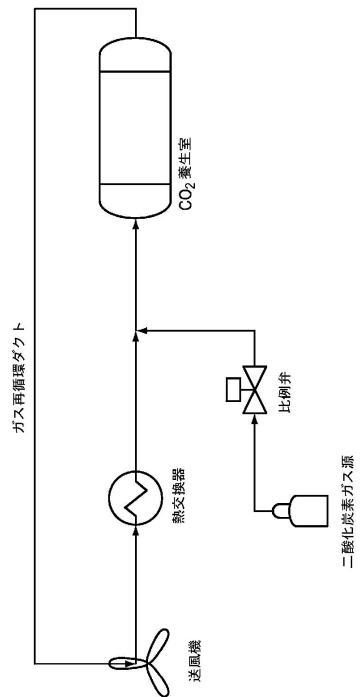 ガス再循環ダクト
送風機
熱交換器
CO2養生室
比例弁
二酸化炭素ガス源